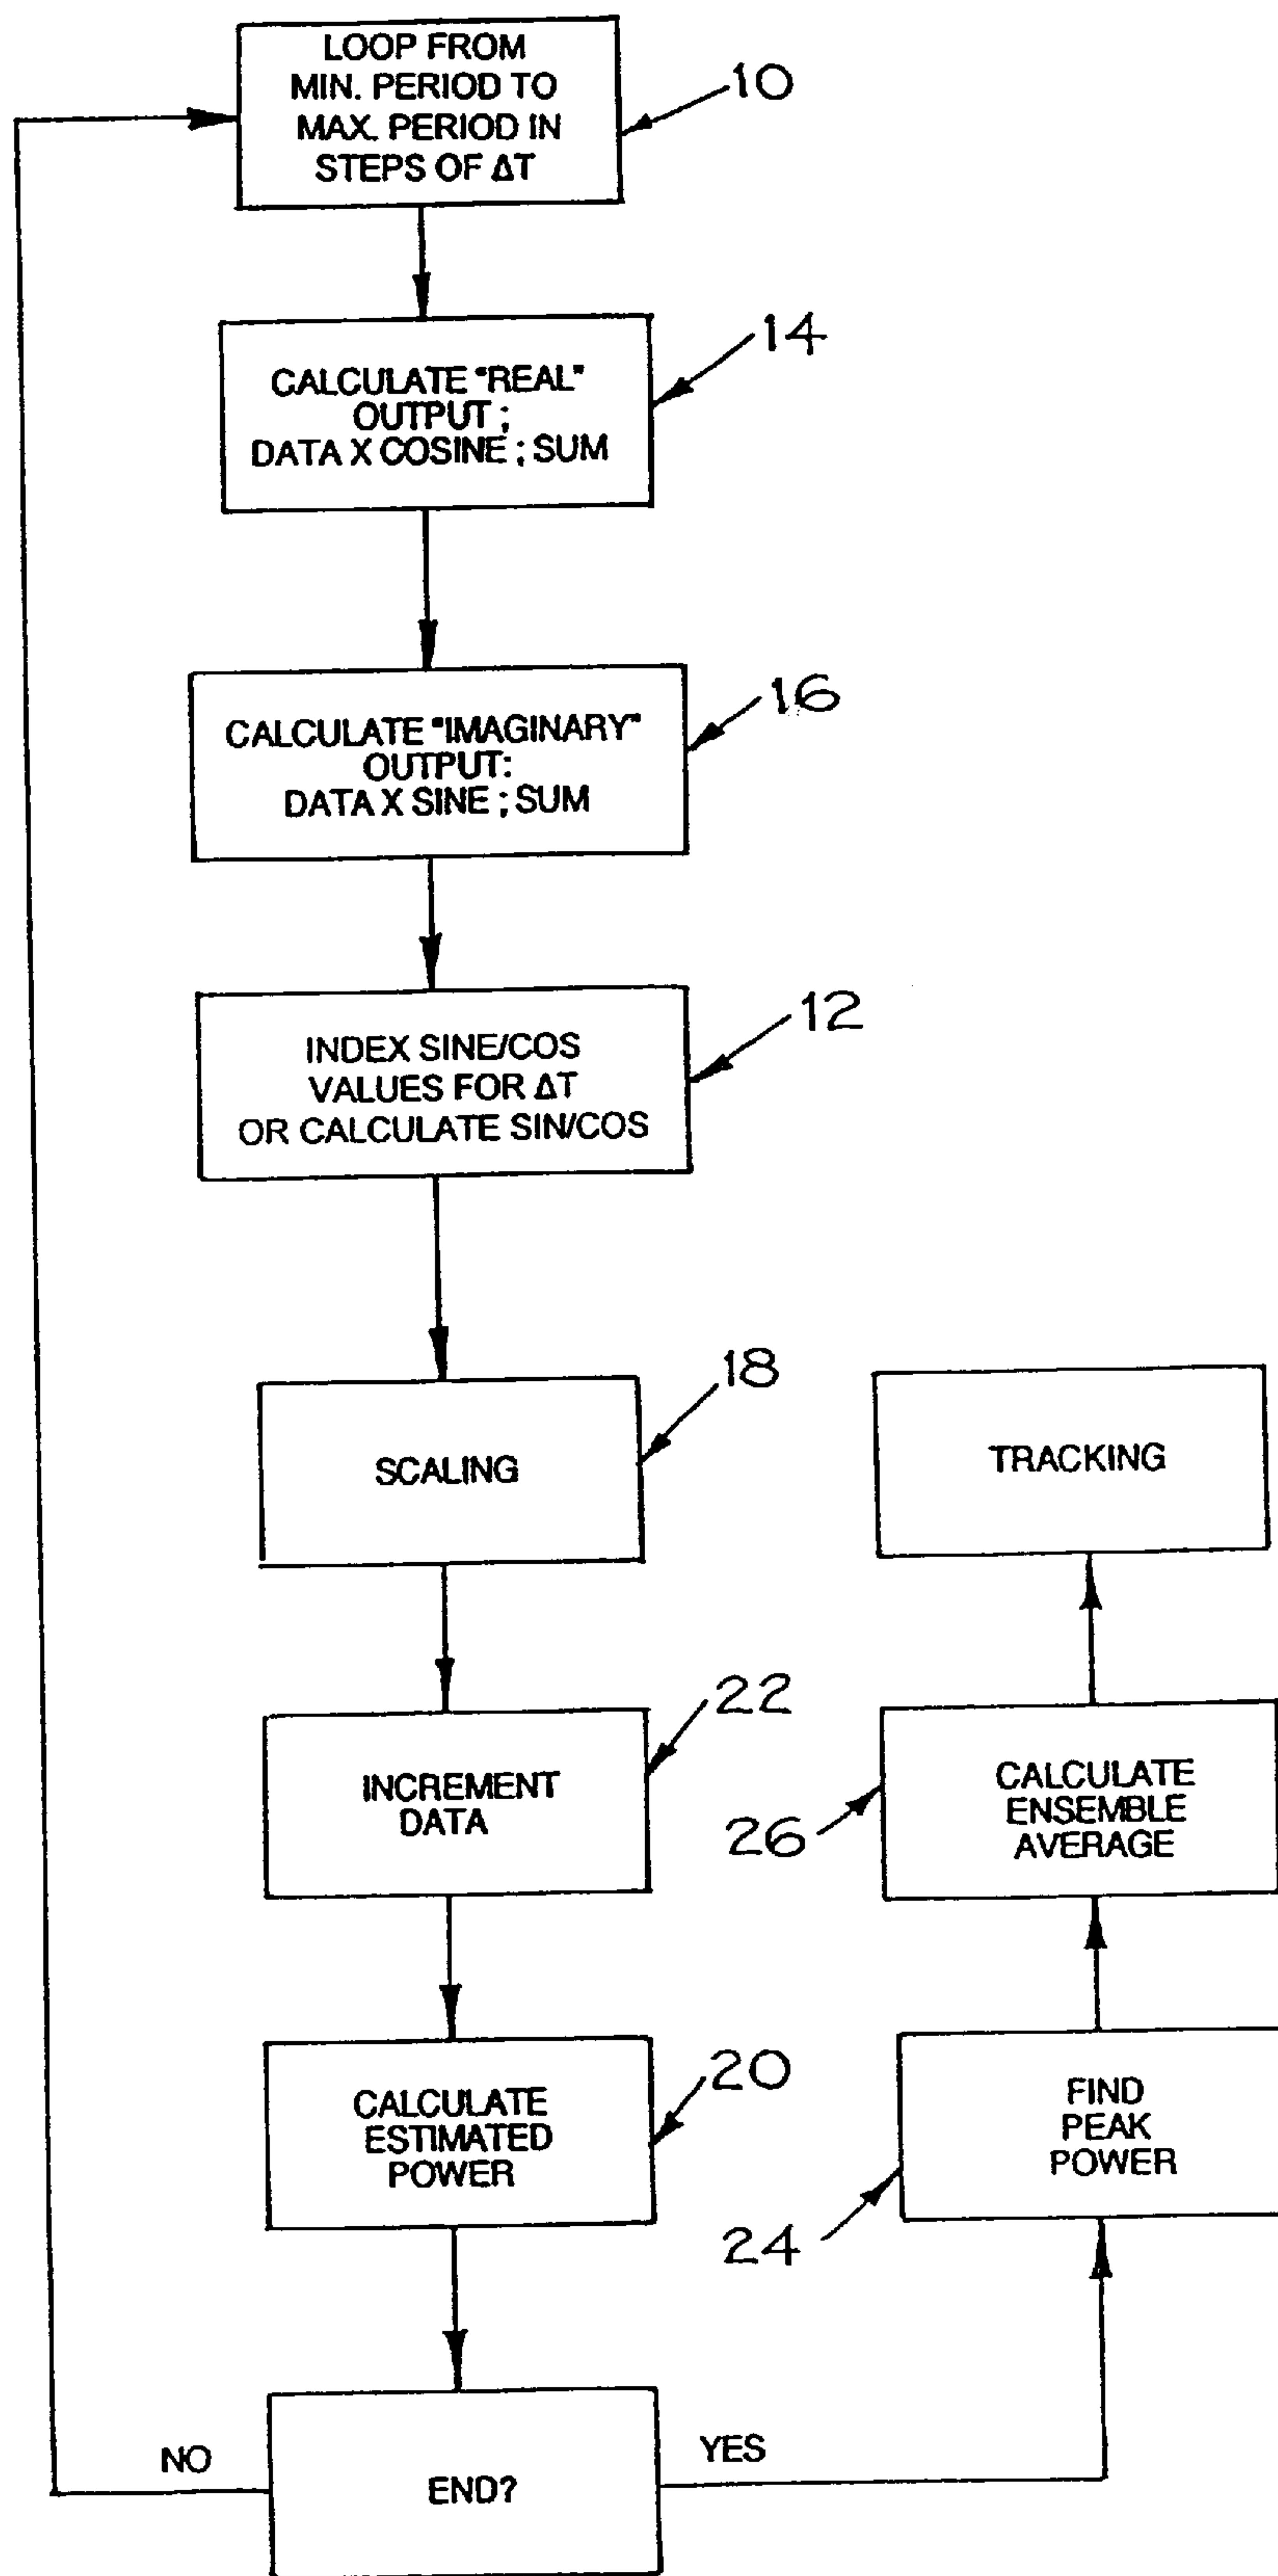 LOOP FROM
MIN. PERIOD TO
MAX. PERIOD IN
STEPS OF ΔT
10
CALCULATE "REAL"
OUTPUT ;
DATA X COSINE ; SUM
14
CALCULATE "IMAGINARY"
OUTPUT:
DATA X SINE ; SUM
16
INDEX SINE/COS
VALUES FOR ΔT
OR CALCULATE SIN/COS
12
SCALING
18
INCREMENT
DATA
22
CALCULATE
ESTIMATED
POWER
20
END?
NO
YES
FIND
PEAK
POWER
24
CALCULATE
ENSEMBLE
AVERAGE
26
TRACKING